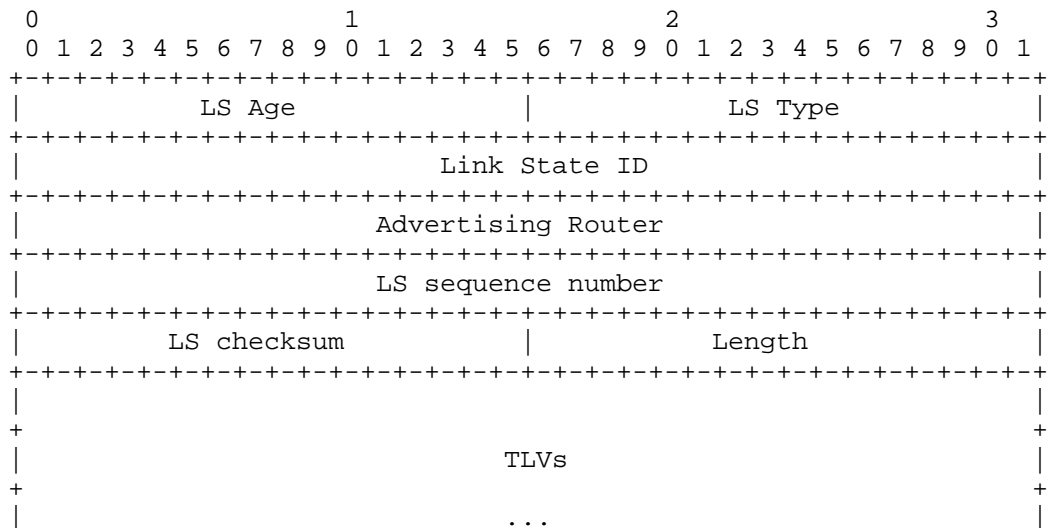 0                   1                   2                   3
 0 1 2 3 4 5 6 7 8 9 0 1 2 3 4 5 6 7 8 9 0 1 2 3 4 5 6 7 8 9 0 1
+-+-+-+-+-+-+-+-+-+-+-+-+-+-+-+-+-+-+-+-+-+-+-+-+-+-+-+-+-+-+-+-+
|           LS Age              |            LS Type            |
+-+-+-+-+-+-+-+-+-+-+-+-+-+-+-+-+-+-+-+-+-+-+-+-+-+-+-+-+-+-+-+-+
|                          Link State ID                        |
+-+-+-+-+-+-+-+-+-+-+-+-+-+-+-+-+-+-+-+-+-+-+-+-+-+-+-+-+-+-+-+-+
|                      Advertising Router                       |
+-+-+-+-+-+-+-+-+-+-+-+-+-+-+-+-+-+-+-+-+-+-+-+-+-+-+-+-+-+-+-+-+
|                      LS sequence number                       |
+-+-+-+-+-+-+-+-+-+-+-+-+-+-+-+-+-+-+-+-+-+-+-+-+-+-+-+-+-+-+-+-+
|         LS checksum           |           Length              |
+-+-+-+-+-+-+-+-+-+-+-+-+-+-+-+-+-+-+-+-+-+-+-+-+-+-+-+-+-+-+-+-+
|                                                               |
+                                                               +
|                              TLVs                             |
+                                                               +
|                              ...                              |